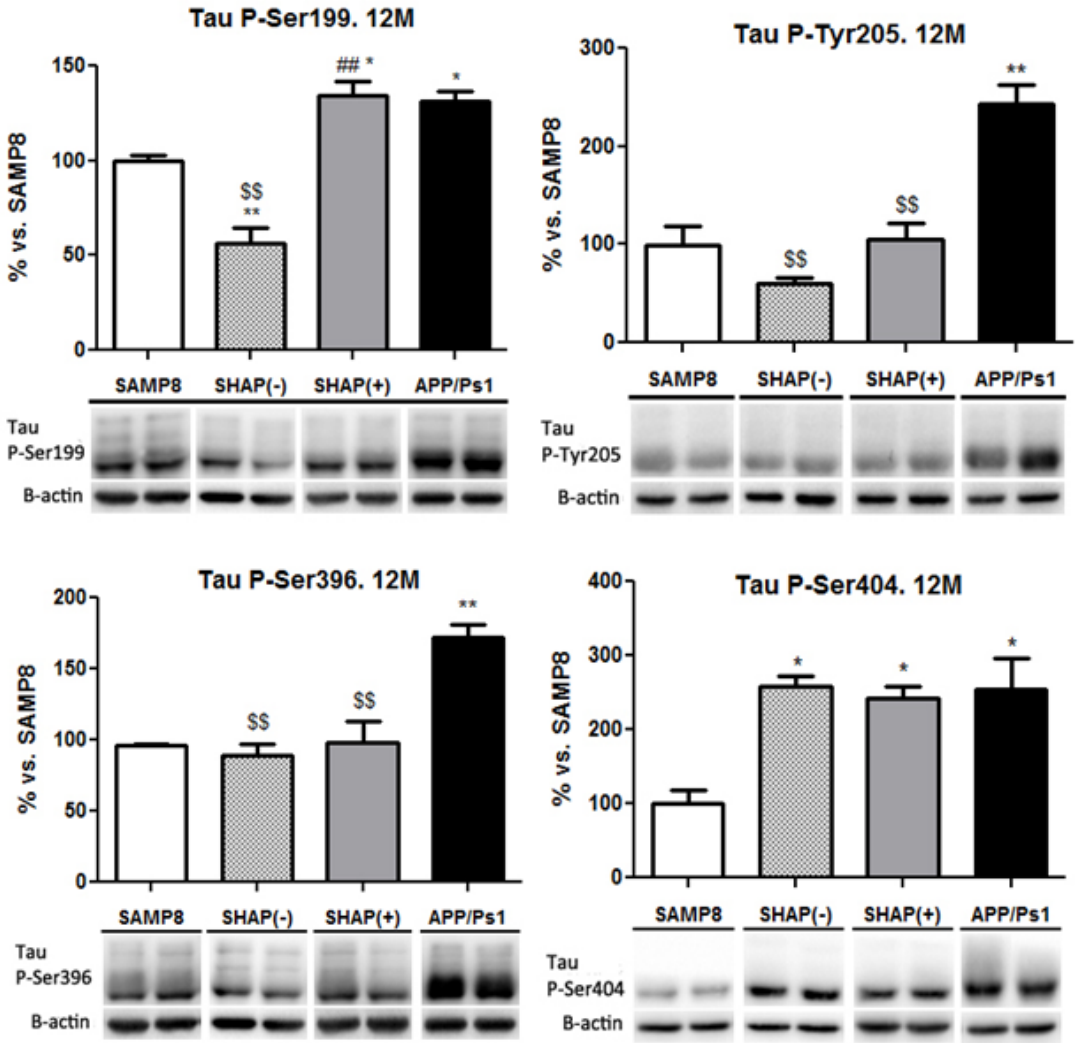 Tau P-Ser199. 12M
% vs. SAMP8
150
100
50
0
$$
**
## *
*
SAMP8 SHAP(-) SHAP(+) APP/Ps1
Tau
P-Ser199
B-actin
Tau P-Tyr205. 12M
% vs. SAMP8
300
200
100
0
$$
$$
**
SAMP8 SHAP(-) SHAP(+) APP/Ps1
Tau
P-Tyr205
B-actin
Tau P-Ser396. 12M
% vs. SAMP8
200
150
100
50
0
$$
$$
**
SAMP8 SHAP(-) SHAP(+) APP/Ps1
Tau
P-Ser396
B-actin
Tau P-Ser404. 12M
% vs. SAMP8
400
300
200
100
0
*
*
*
SAMP8 SHAP(-) SHAP(+) APP/Ps1
Tau
P-Ser404
B-actin